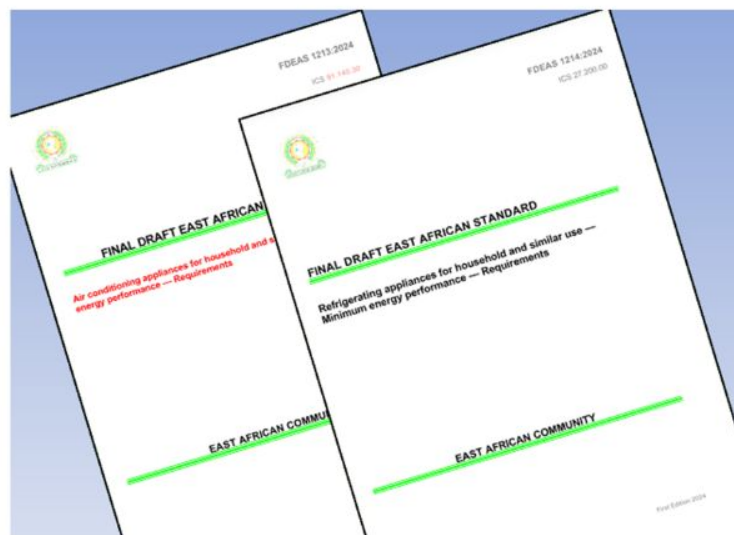 FDEAS 1213:2024
ICS 91.140.30
FINAL DRAFT EAST AFRICAN
Air conditioning appliances for household and s
energy performance — Requirements
EAST AFRICAN COMMU
FDEAS 1214:2024
ICS 27.200.00
FINAL DRAFT EAST AFRICAN STANDARD
Refrigerating appliances for household and similar use —
Minimum energy performance — Requirements
EAST AFRICAN COMMUNITY
First Edition 2024